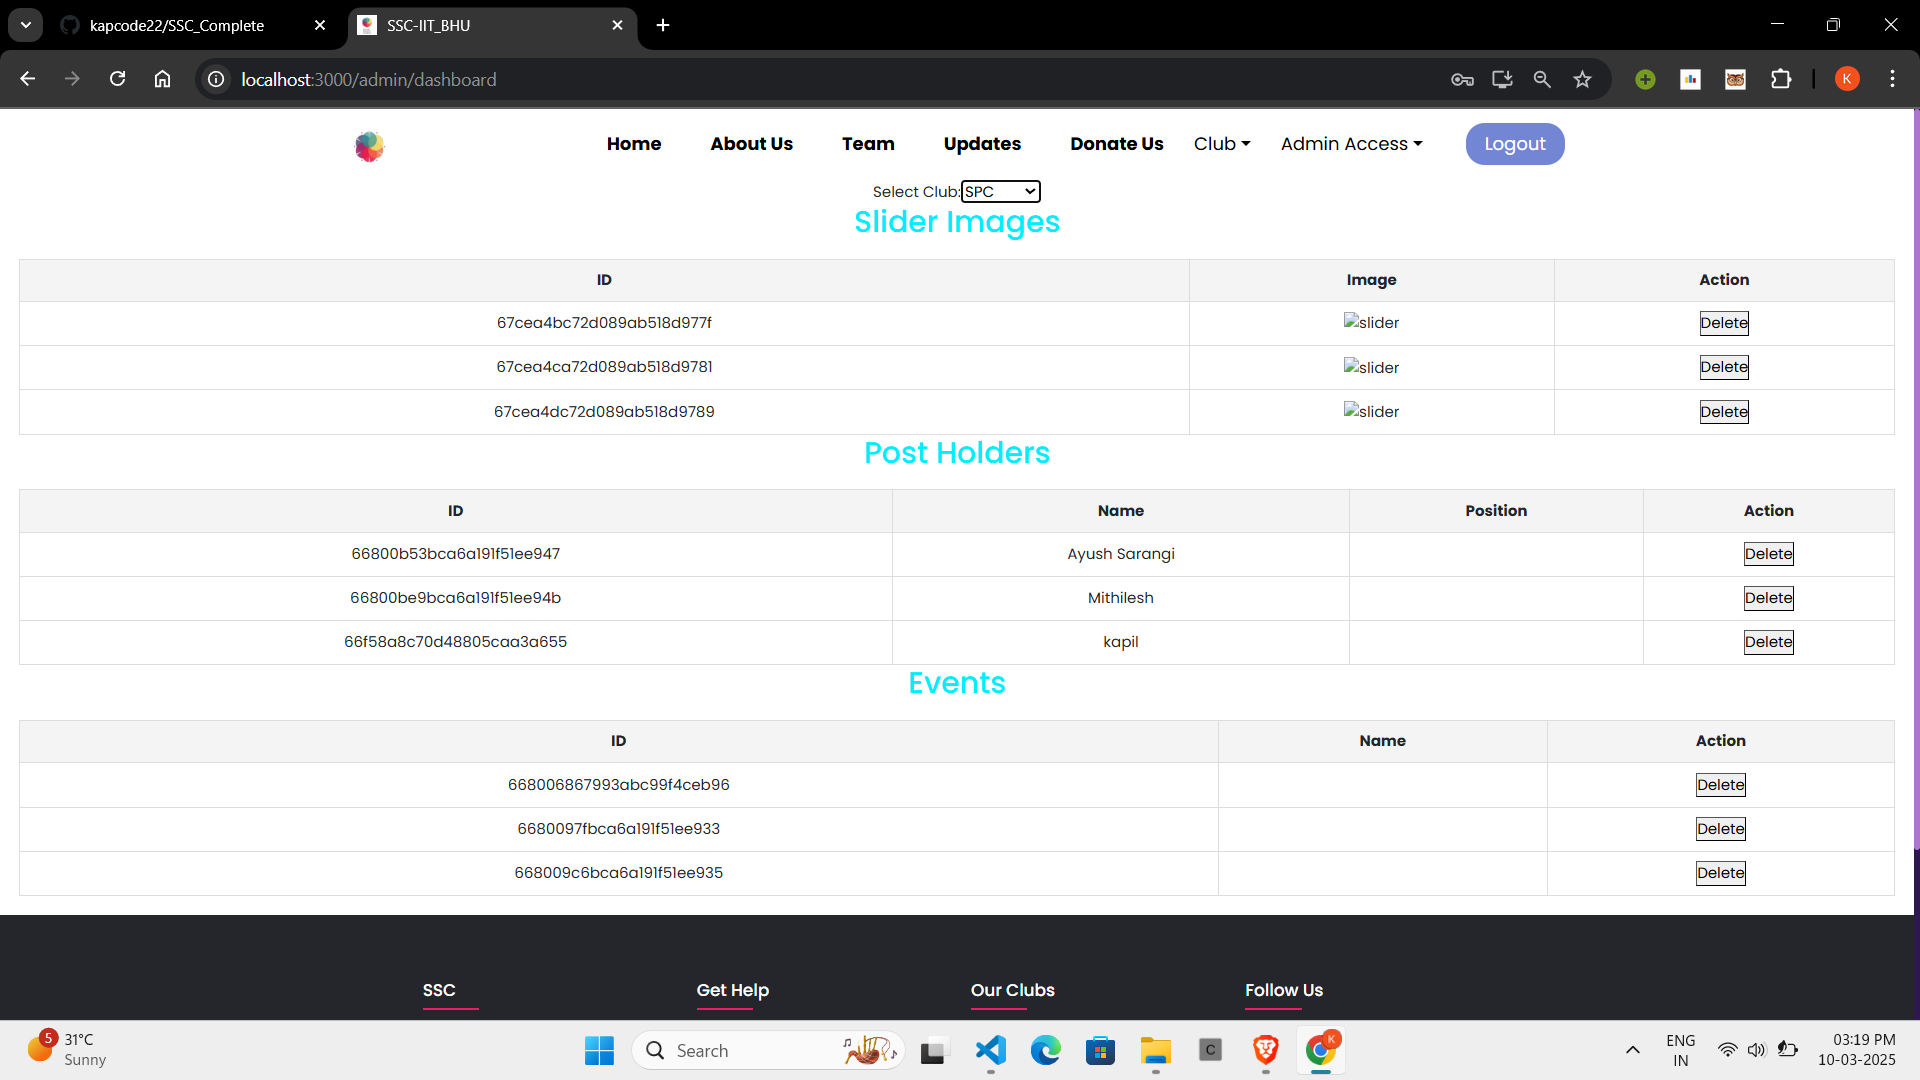 kapcode22/SSC_Complete
SSC-IIT_BHU
localhost:3000/admin/dashboard
K
Home About Us Team Updates Donate Us Club Admin Access Logout
Select Club: SPC
Slider Images
ID Image Action
67cea4bc72d089ab518d977f slider Delete
67cea4ca72d089ab518d9781 slider Delete
67cea4dc72d089ab518d9789 slider Delete
Post Holders
ID Name Position Action
66800b53bca6a191f51ee947 Ayush Sarangi Delete
66800be9bca6a191f51ee94b Mithilesh Delete
66f58a8c70d48805caa3a655 kapil Delete
Events
ID Name Action
668006867993abc99f4ceb96 Delete
6680097fbca6a191f51ee933 Delete
668009c6bca6a191f51ee935 Delete
SSC Get Help Our Clubs Follow Us
5 31°C
Sunny
Search
C
K
ENG
IN
03:19 PM
10-03-2025